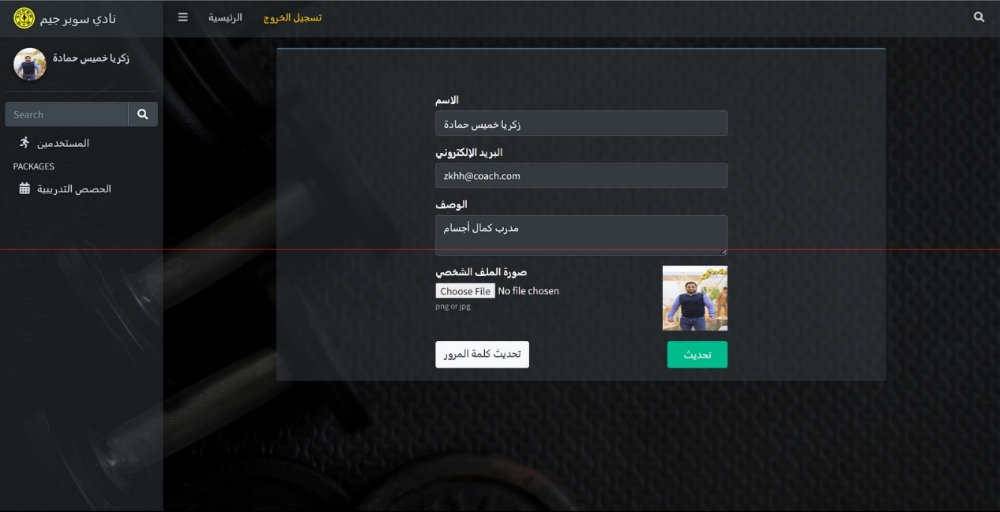 نادي سوبر جيم
الرئيسية
تسجيل الخروج
زكريا خميس حمادة
Search
المستخدمين
PACKAGES
الحصص التدريبية
الاسم
زكريا خميس حمادة
البريد الإلكتروني
zkhh@coach.com
الوصف
مدرب كمال أجسام
صورة الملف الشخصي
Choose File No file chosen
png or jpg
تحديث كلمة المرور
تحديث